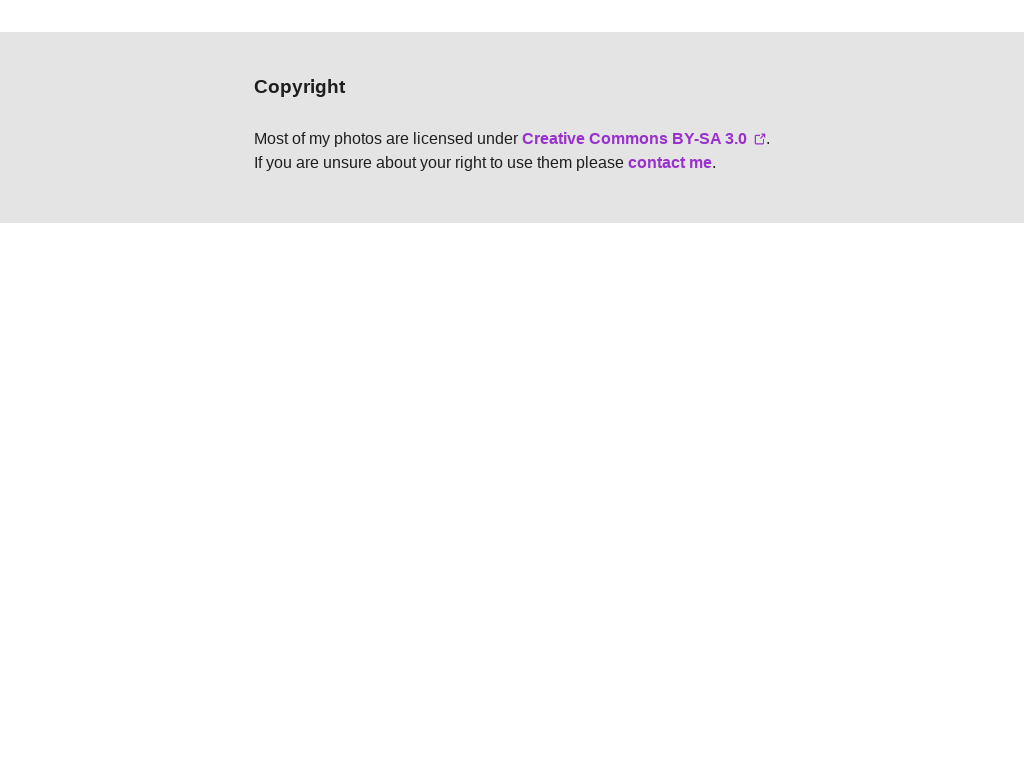 Copyright
Most of my photos are licensed under Creative Commons BY-SA 3.0 .
If you are unsure about your right to use them please contact me.